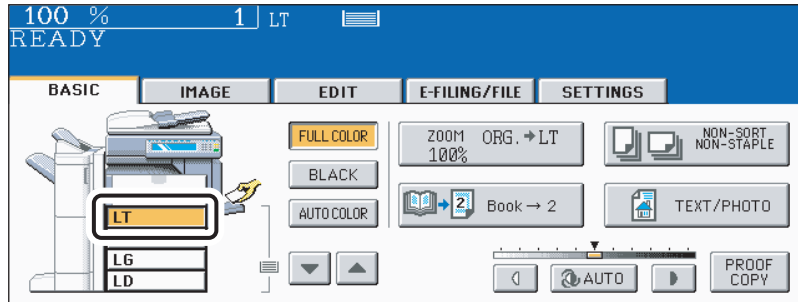 100 % 1 LT
READY
BASIC IMAGE EDIT E-FILING/FILE SETTINGS
FULL COLOR
BLACK
AUTO COLOR
ZOOM ORG. ➔ LT
100%
NON-SORT
NON-STAPLE
2 Book → 2
TEXT/PHOTO
LT
LG
LD
AUTO
PROOF
COPY